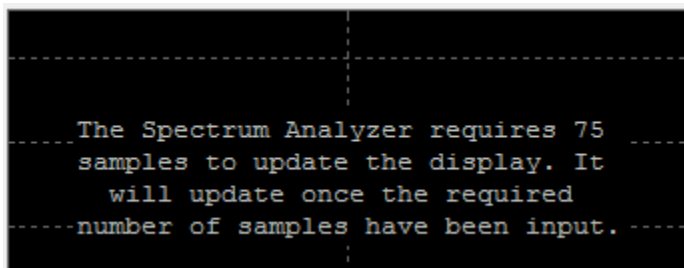 The Spectrum Analyzer requires 75
samples to update the display. It
will update once the required
number of samples have been input.